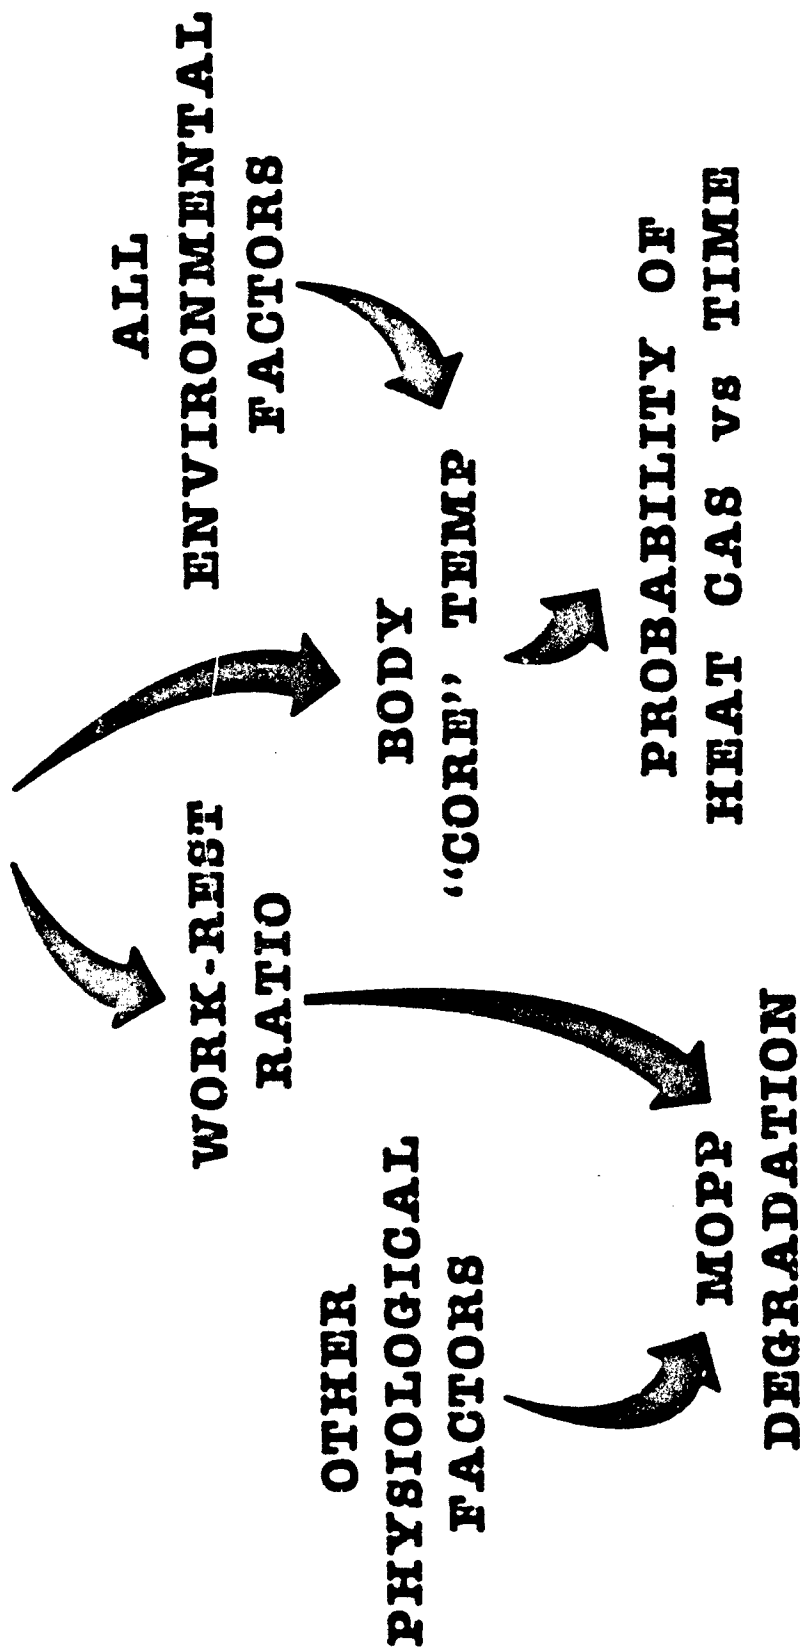 ALL
ENVIRONMENTAL
FACTORS
WORK-REST
RATIO
BODY
“CORE” TEMP
OTHER
PHYSIOLOGICAL
FACTORS
PROBABILITY OF
HEAT CAS vs TIME
MOPP
DEGRADATION